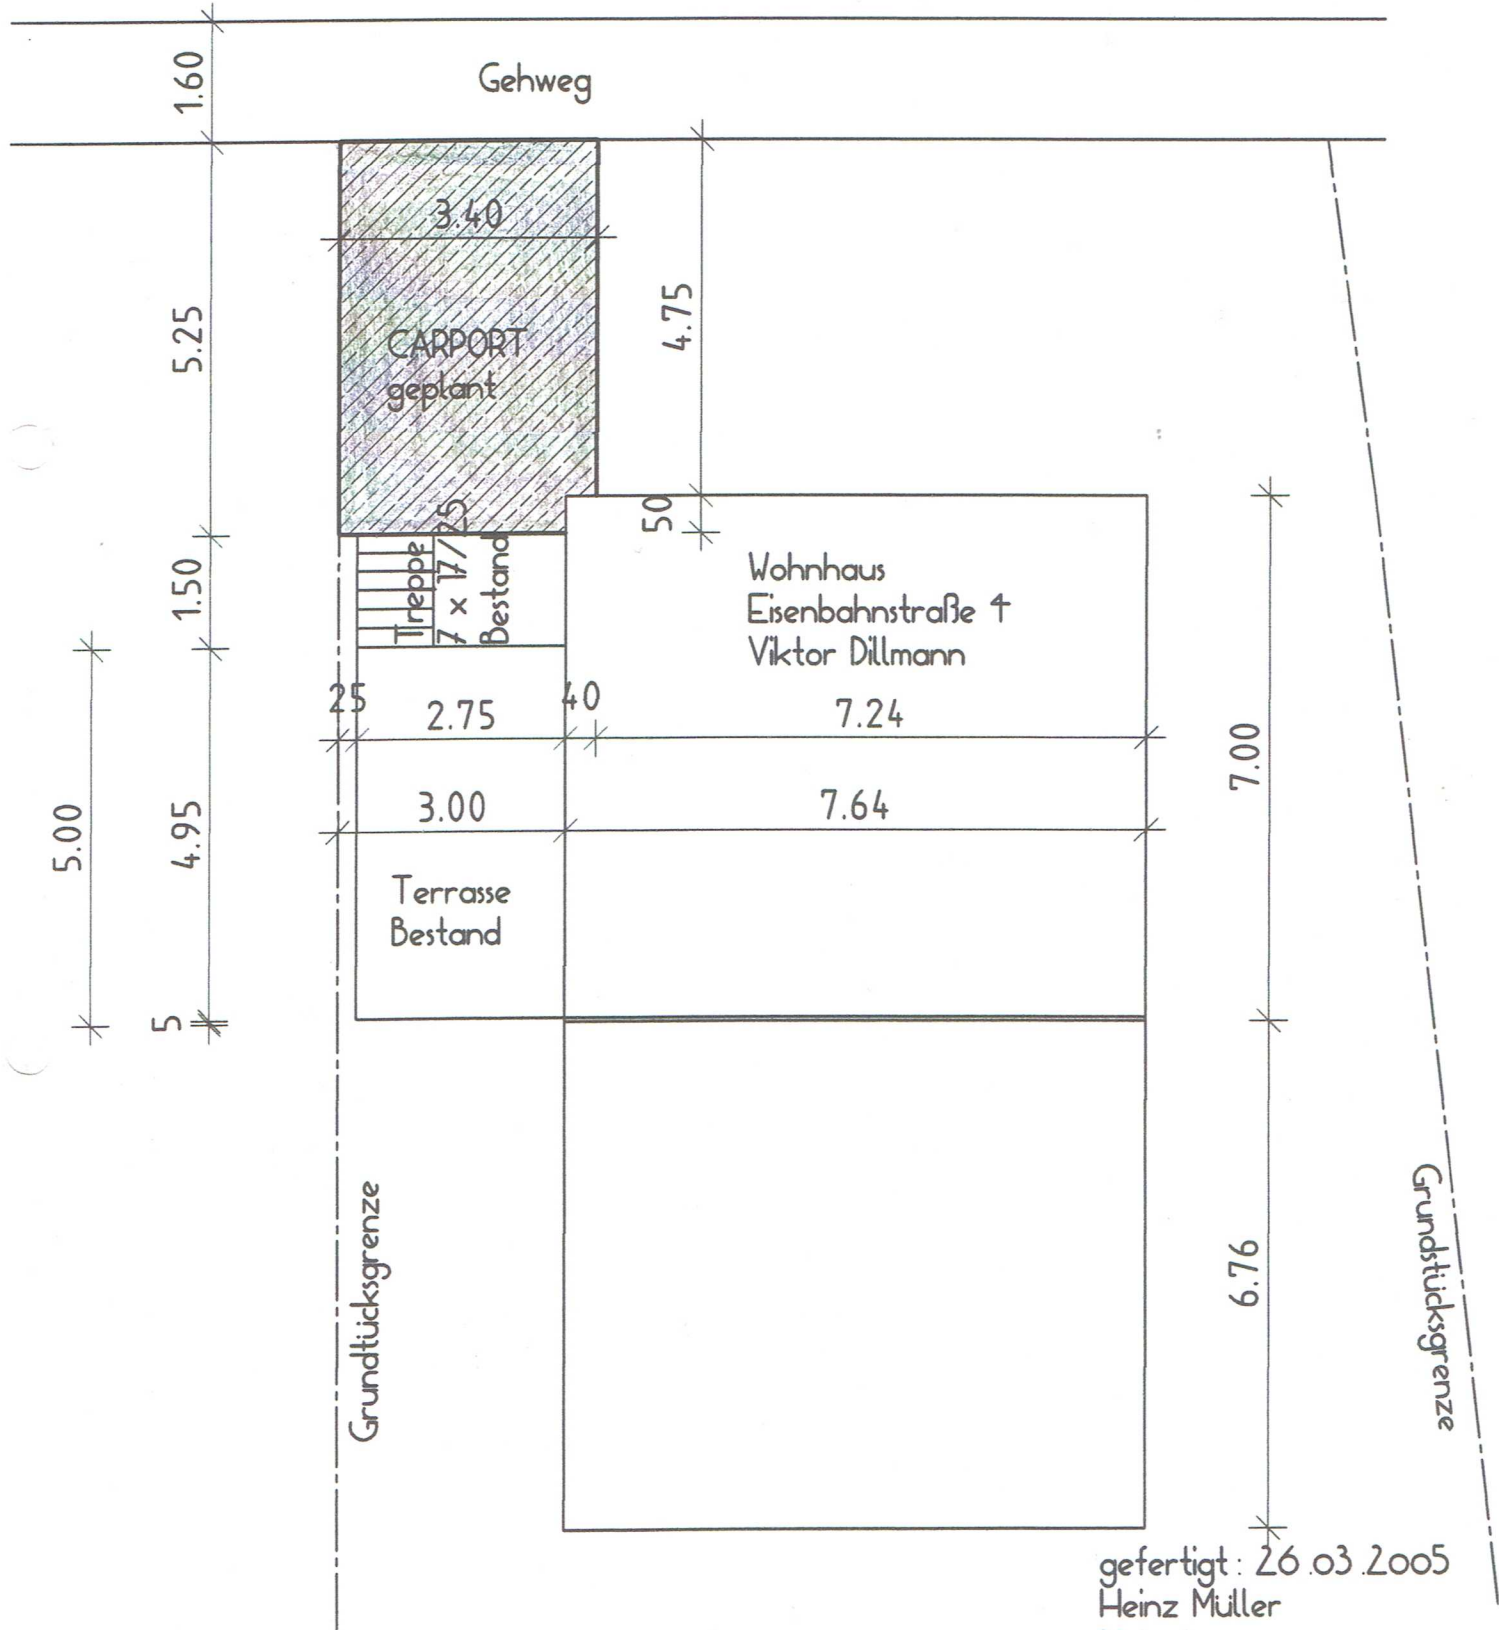 1.60
Gehweg
3.40
5.25
4.75
CARPORT
geplant
50
1.50
Treppe
7 x 17/25
Bestand
Wohnhaus
Eisenbahnstraße 4
Viktor Dillmann
25
2.75
40
7.24
7.00
3.00
7.64
5.00
4.95
Terrasse
Bestand
5
Grundtücksgrenze
Grundstücksgrenze
6.76
gefertigt: 26.03.2005
Heinz Müller